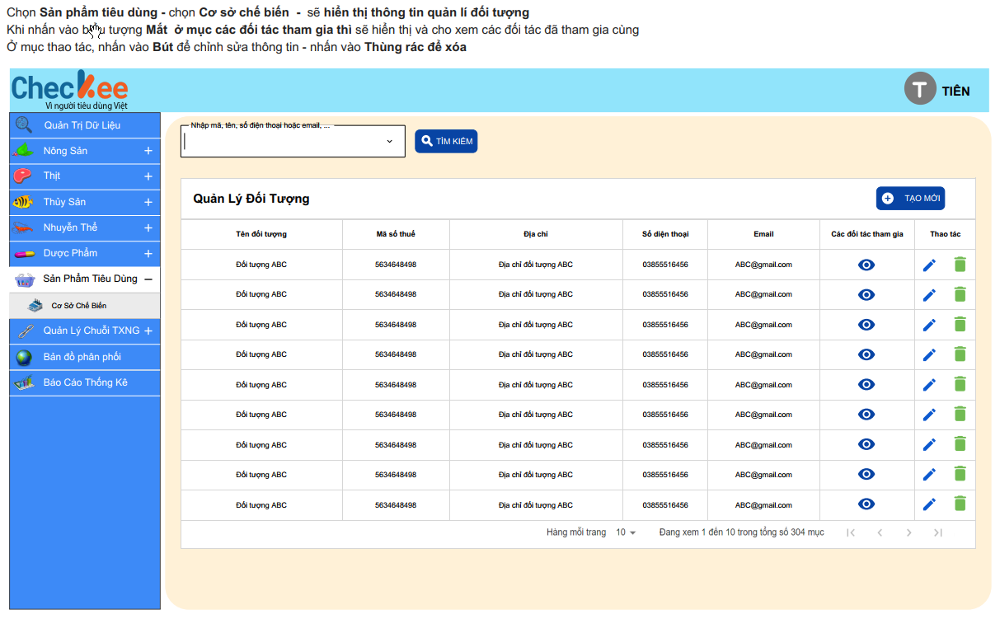 Chọn Sản phẩm tiêu dùng - chọn Cơ sở chế biến - sẽ hiển thị thông tin quản lí đối tượng
Khi nhấn vào biểu tượng Mắt ở mục các đối tác tham gia thì sẽ hiển thị và cho xem các đối tác đã tham gia cùng
Ở mục thao tác, nhấn vào Bút để chỉnh sửa thông tin - nhấn vào Thùng rác để xóa
Checkee
Vì người tiêu dùng Việt
T TIÊN
Quản Trị Dữ Liệu
Nông Sản +
Thịt +
Thủy Sản +
Nhuyễn Thể +
Dược Phẩm +
Sản Phẩm Tiêu Dùng −
Cơ Sở Chế Biến
Quản Lý Chuỗi TXNG +
Bản đồ phân phối
Báo Cáo Thống Kê
Nhập mã, tên, số điện thoại hoặc email, ...
TÌM KIẾM
Quản Lý Đối Tượng
TẠO MỚI
Tên đối tượng Mã số thuế Địa chỉ Số điện thoại Email Các đối tác tham gia Thao tác
Đối tượng ABC 5634648498 Địa chỉ đối tượng ABC 03855516456 ABC@gmail.com
Đối tượng ABC 5634648498 Địa chỉ đối tượng ABC 03855516456 ABC@gmail.com
Đối tượng ABC 5634648498 Địa chỉ đối tượng ABC 03855516456 ABC@gmail.com
Đối tượng ABC 5634648498 Địa chỉ đối tượng ABC 03855516456 ABC@gmail.com
Đối tượng ABC 5634648498 Địa chỉ đối tượng ABC 03855516456 ABC@gmail.com
Đối tượng ABC 5634648498 Địa chỉ đối tượng ABC 03855516456 ABC@gmail.com
Đối tượng ABC 5634648498 Địa chỉ đối tượng ABC 03855516456 ABC@gmail.com
Đối tượng ABC 5634648498 Địa chỉ đối tượng ABC 03855516456 ABC@gmail.com
Đối tượng ABC 5634648498 Địa chỉ đối tượng ABC 03855516456 ABC@gmail.com
Hàng mỗi trang 10 Đang xem 1 đến 10 trong tổng số 304 mục